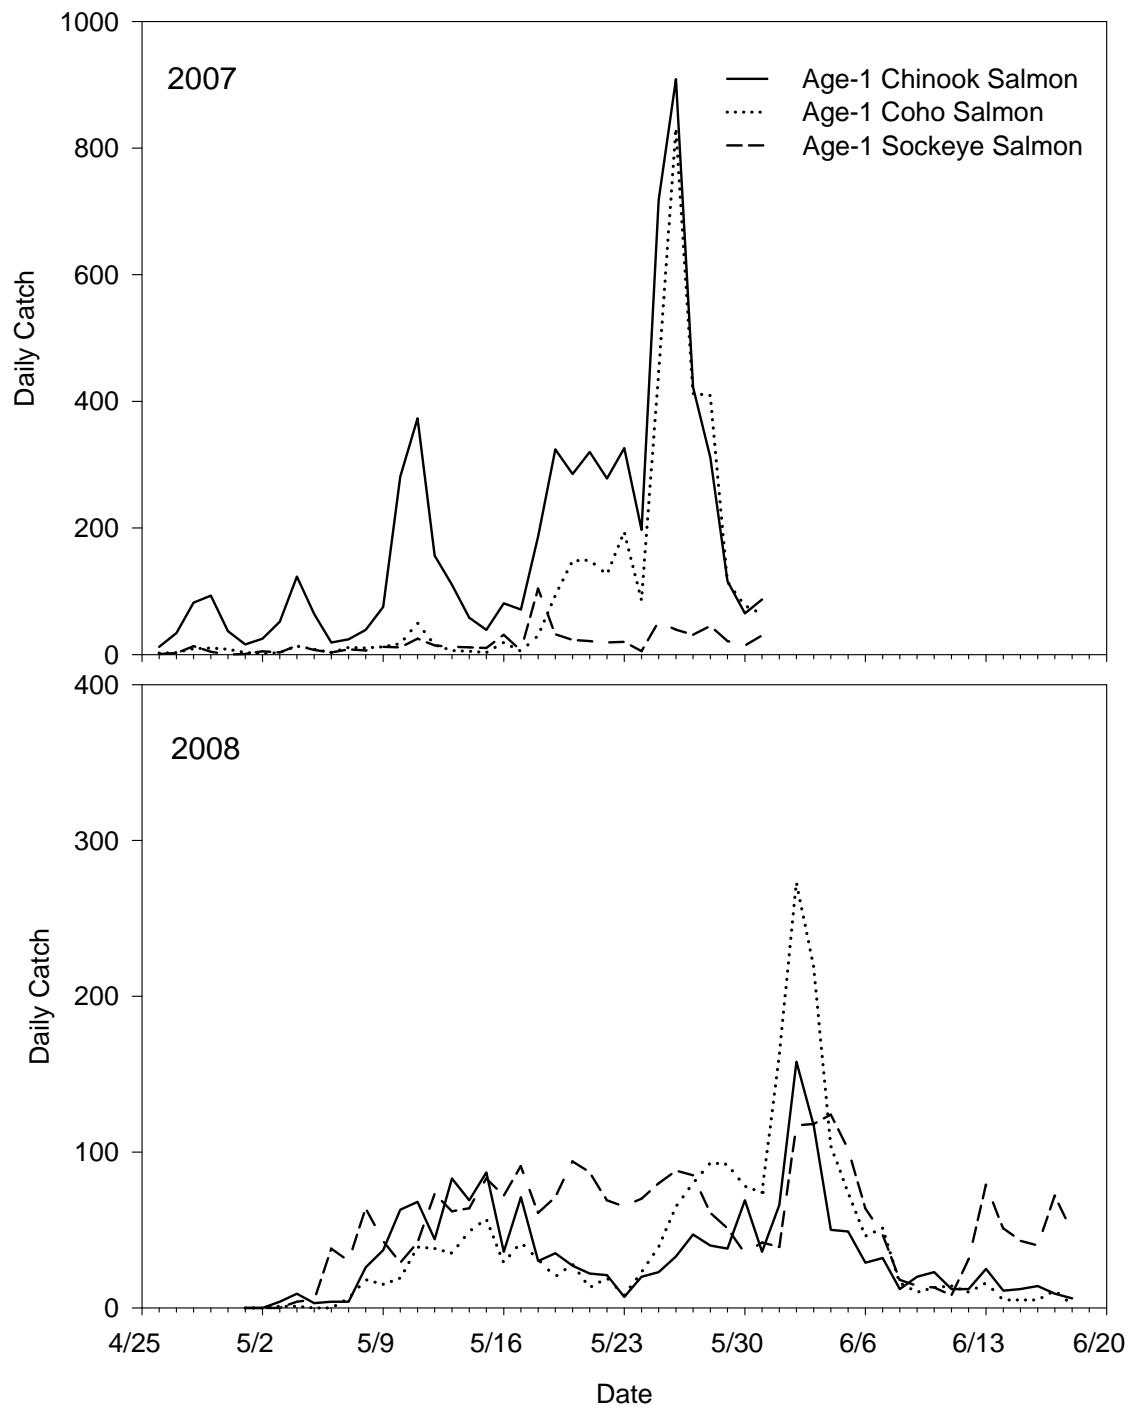 1000
800
600
400
200
0
Daily Catch
2007
Age-1 Chinook Salmon
Age-1 Coho Salmon
Age-1 Sockeye Salmon
400
300
200
100
0
Daily Catch
2008
4/25 5/2 5/9 5/16 5/23 5/30 6/6 6/13 6/20
Date